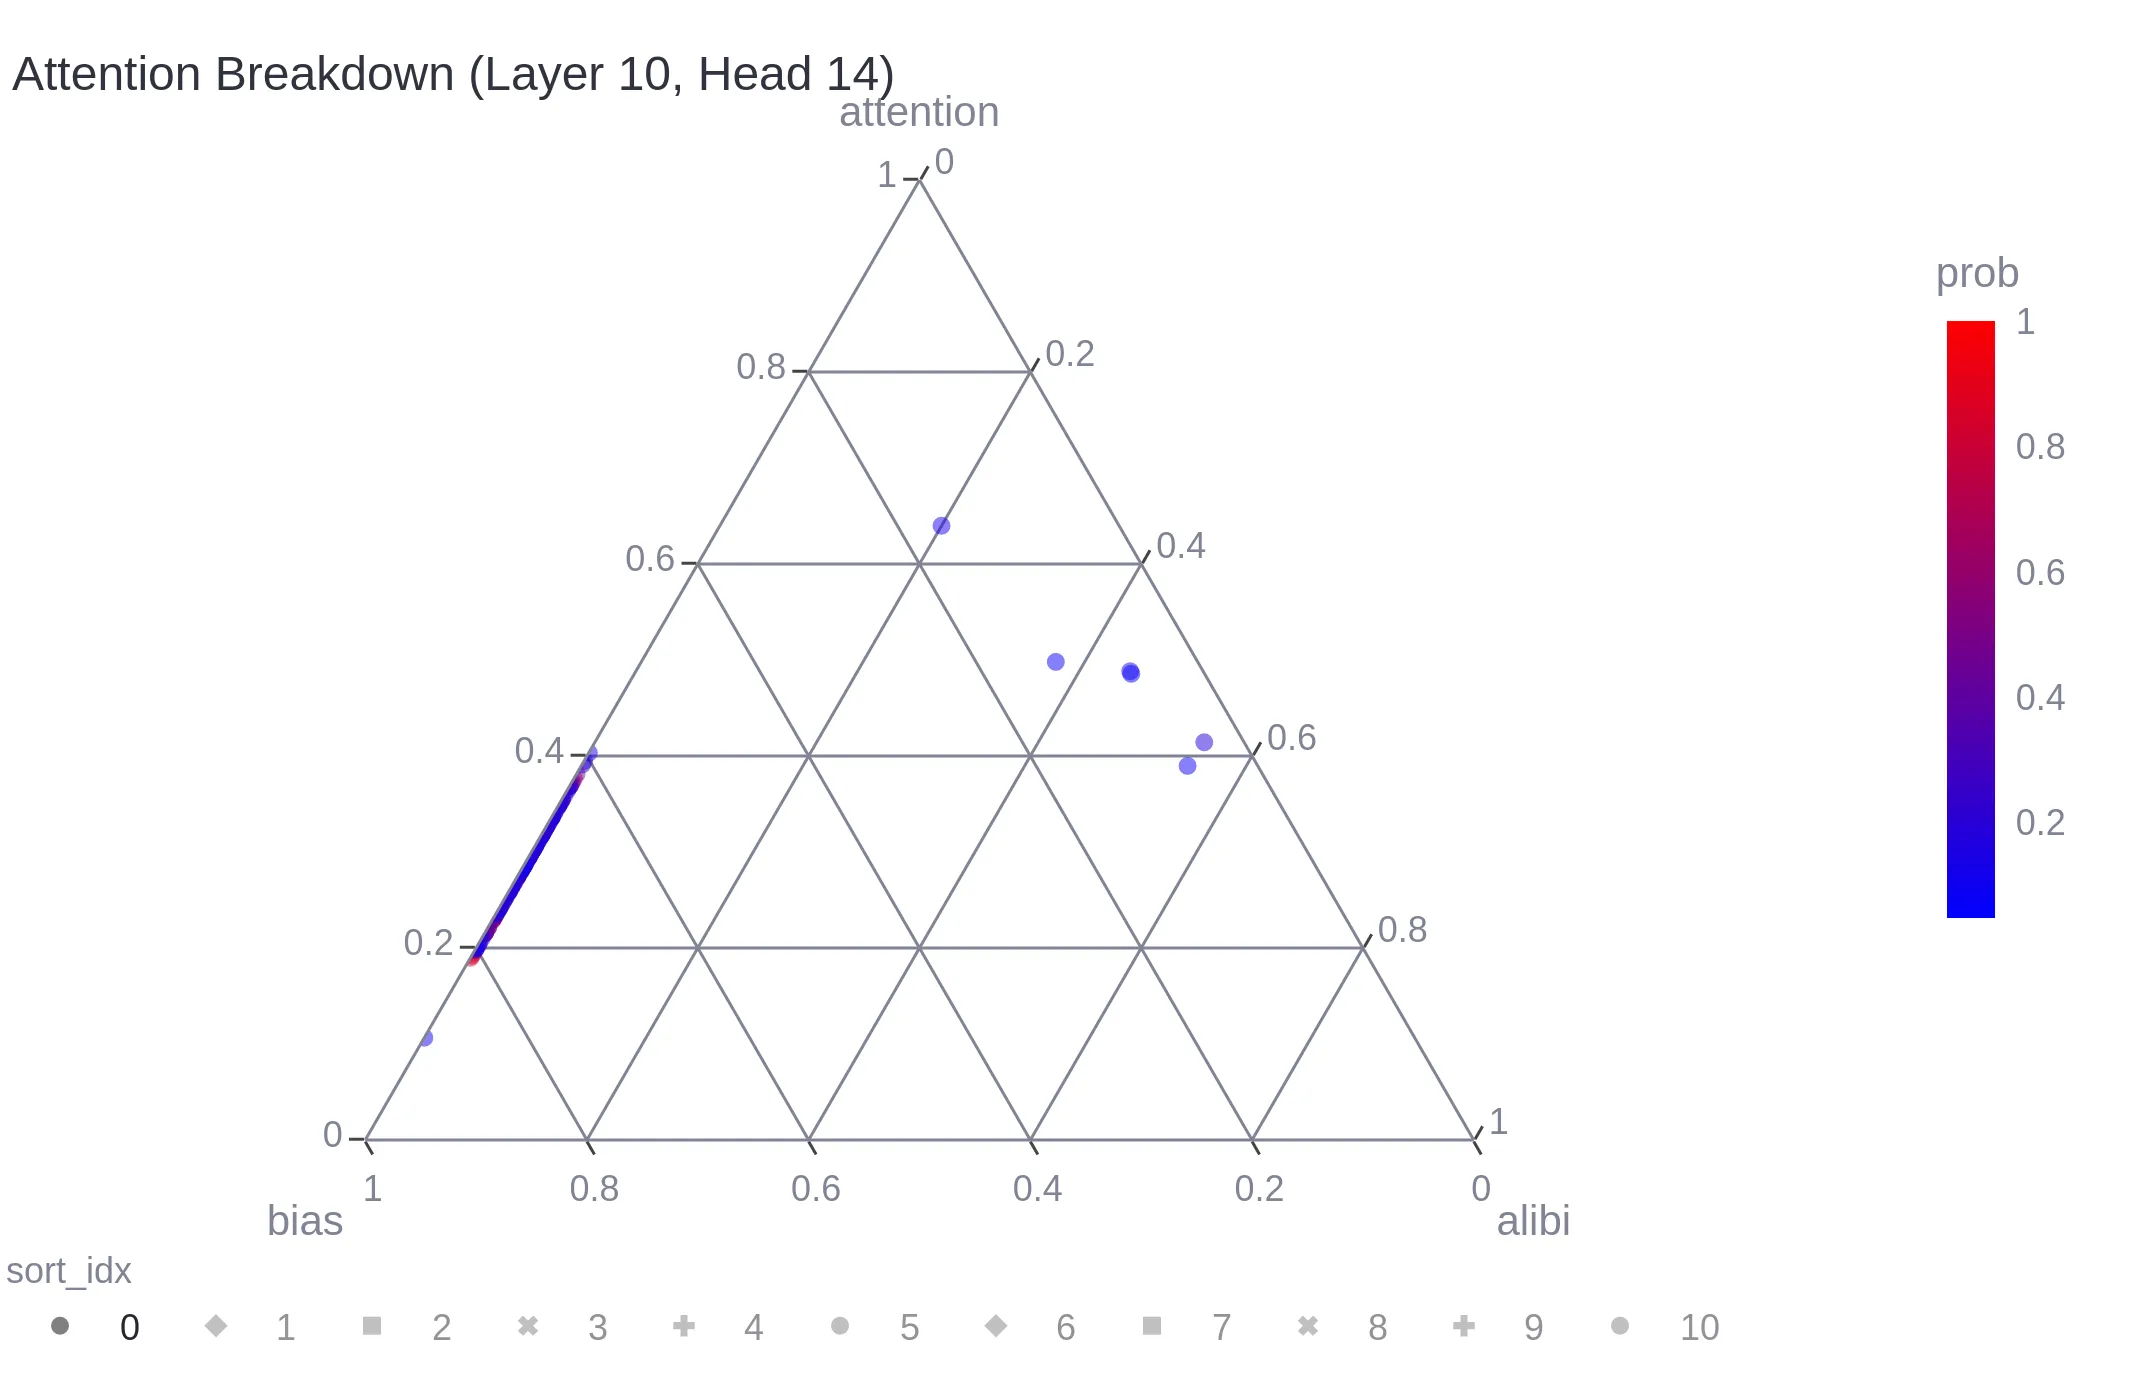 Attention Breakdown (Layer 10, Head 14)
attention
1 0
0.8 0.2
0.6 0.4
0.4 0.6
0.2 0.8
0 1
1 0.8 0.6 0.4 0.2 0
bias alibi
prob
1
0.8
0.6
0.4
0.2
sort_idx
0 1 2 3 4 5 6 7 8 9 10